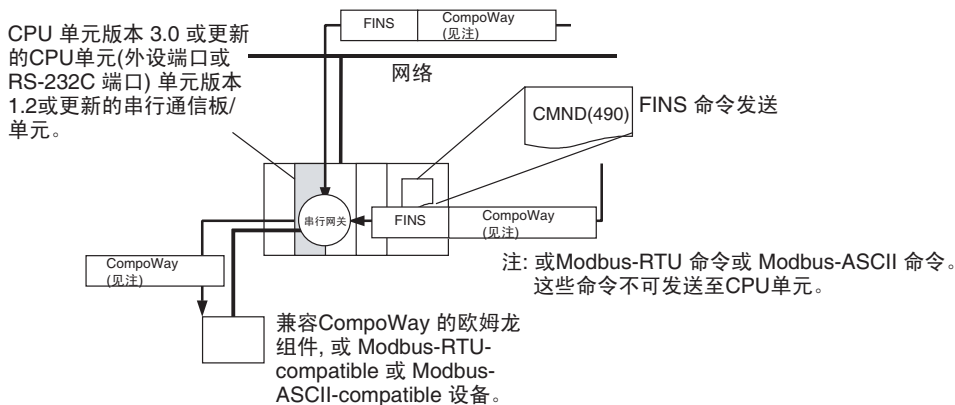 CPU 单元版本 3.0 或更新
的CPU单元(外设端口或
RS-232C 端口) 单元版本
1.2或更新的串行通信板/
单元。
FINS
CompoWay
(见注)
网络
CMND(490)
FINS 命令发送
串行网关
FINS
CompoWay
(见注)
CompoWay
(见注)
注: 或Modbus-RTU 命令或 Modbus-ASCII 命令。
这些命令不可发送至CPU单元。
兼容CompoWay 的欧姆龙
组件, 或 Modbus-RTU-
compatible 或 Modbus-
ASCII-compatible 设备。